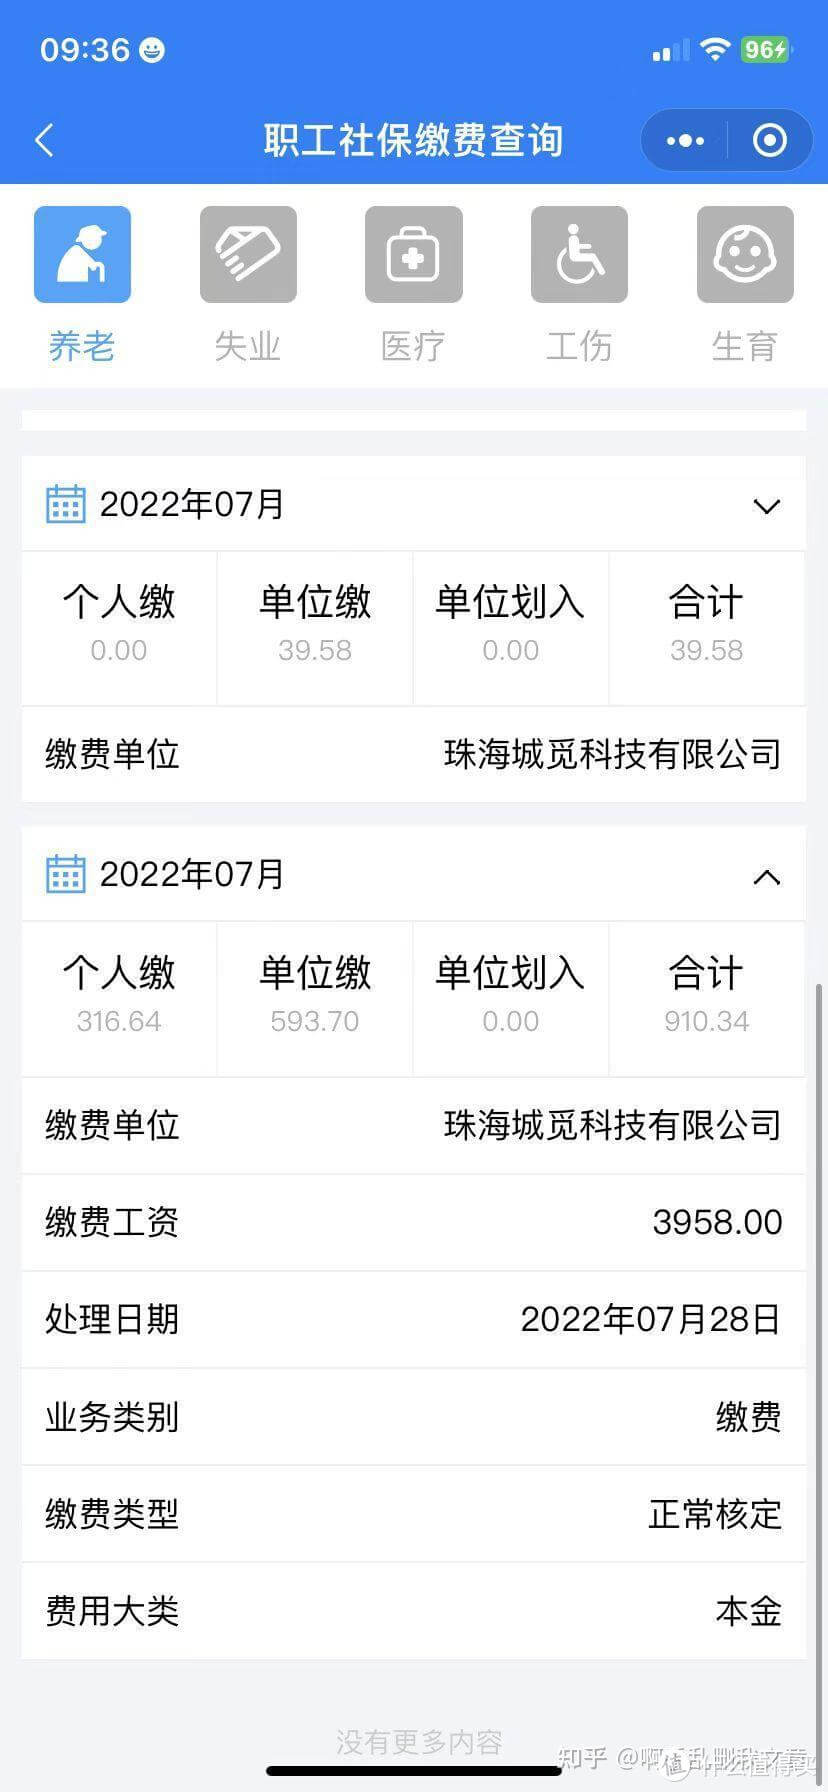 09:36 96
职工社保缴费查询
养老 失业 医疗 工伤 生育
2022年07月
个人缴 单位缴 单位划入 合计
0.00 39.58 0.00 39.58
缴费单位 珠海城觅科技有限公司
2022年07月
个人缴 单位缴 单位划入 合计
316.64 593.70 0.00 910.34
缴费单位 珠海城觅科技有限公司
缴费工资 3958.00
处理日期 2022年07月28日
业务类别 缴费
缴费类型 正常核定
费用大类 本金
没有更多内容
知乎 @啊 乱删我文章
值 什么值得买